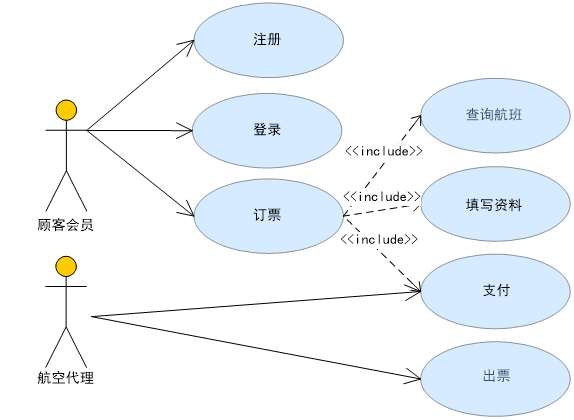 注册
查询航班
登录
<<include>>
<<include>>
填写资料
订票
顾客会员
<<include>>
支付
航空代理
出票